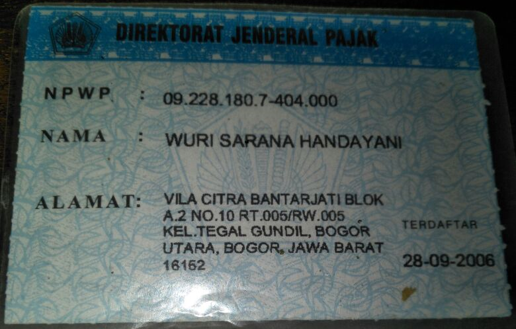 DIREKTORAT JENDERAL PAJAK
NPWP : 09.228.180.7-404.000
NAMA : WURI SARANA HANDAYANI
ALAMAT: VILA CITRA BANTARJATI BLOK
A.2 NO.10 RT.005/RW.005
KEL.TEGAL GUNDIL, BOGOR
UTARA, BOGOR, JAWA BARAT
16152
TERDAFTAR
28-09-2006